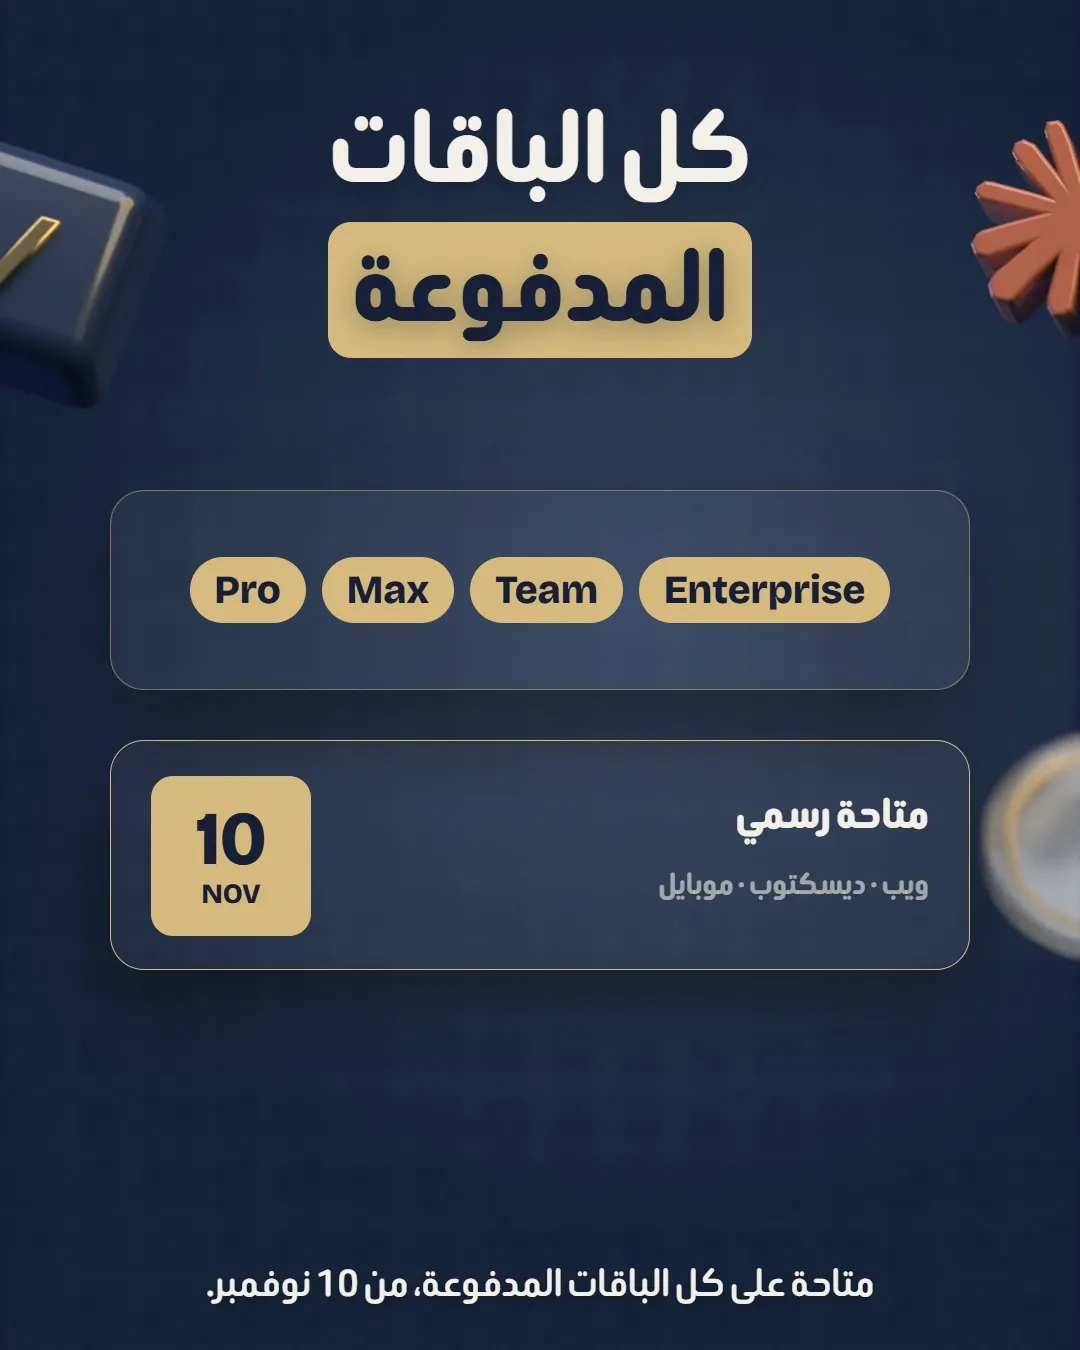 كل الباقات
المدفوعة
Pro Max Team Enterprise
متاحة رسمي
ويب · ديسكتوب · موبايل
10
NOV
متاحة على كل الباقات المدفوعة، من 10 نوفمبر.